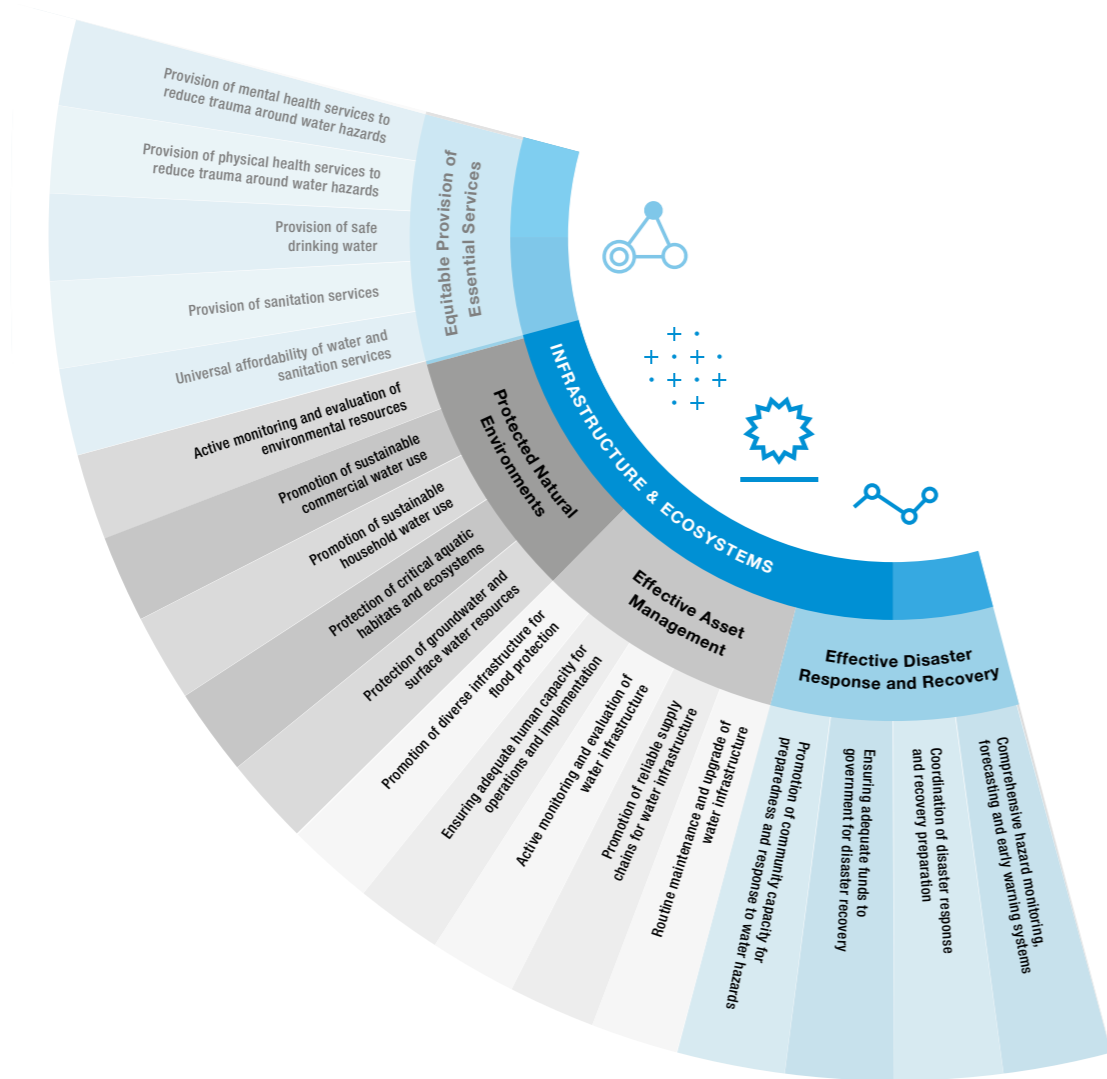 Provision of mental health services to
reduce trauma around water hazards
Provision of physical health services to
reduce trauma around water hazards
Provision of safe
drinking water
Provision of sanitation services
Universal affordability of water and
sanitation services
Equitable Provision of
Essential Services
INFRASTRUCTURE & ECOSYSTEMS
Protected Natural
Environments
Active monitoring and evaluation of
environmental resources
Promotion of sustainable
commercial water use
Promotion of sustainable
household water use
Protection of critical aquatic
habitats and ecosystems
Protection of groundwater and
surface water resources
Effective Asset
Management
Promotion of diverse infrastructure for
flood protection
Ensuring adequate human capacity for
operations and implementation
Active monitoring and evaluation of
water infrastructure
Promotion of reliable supply
chains for water infrastructure
Routine maintenance and upgrade of
water infrastructure
Effective Disaster
Response and Recovery
Promotion of community capacity for
preparedness and response to water hazards
Ensuring adequate funds to
government for disaster recovery
Coordination of disaster response
and recovery preparation
Comprehensive hazard monitoring,
forecasting and early warning systems